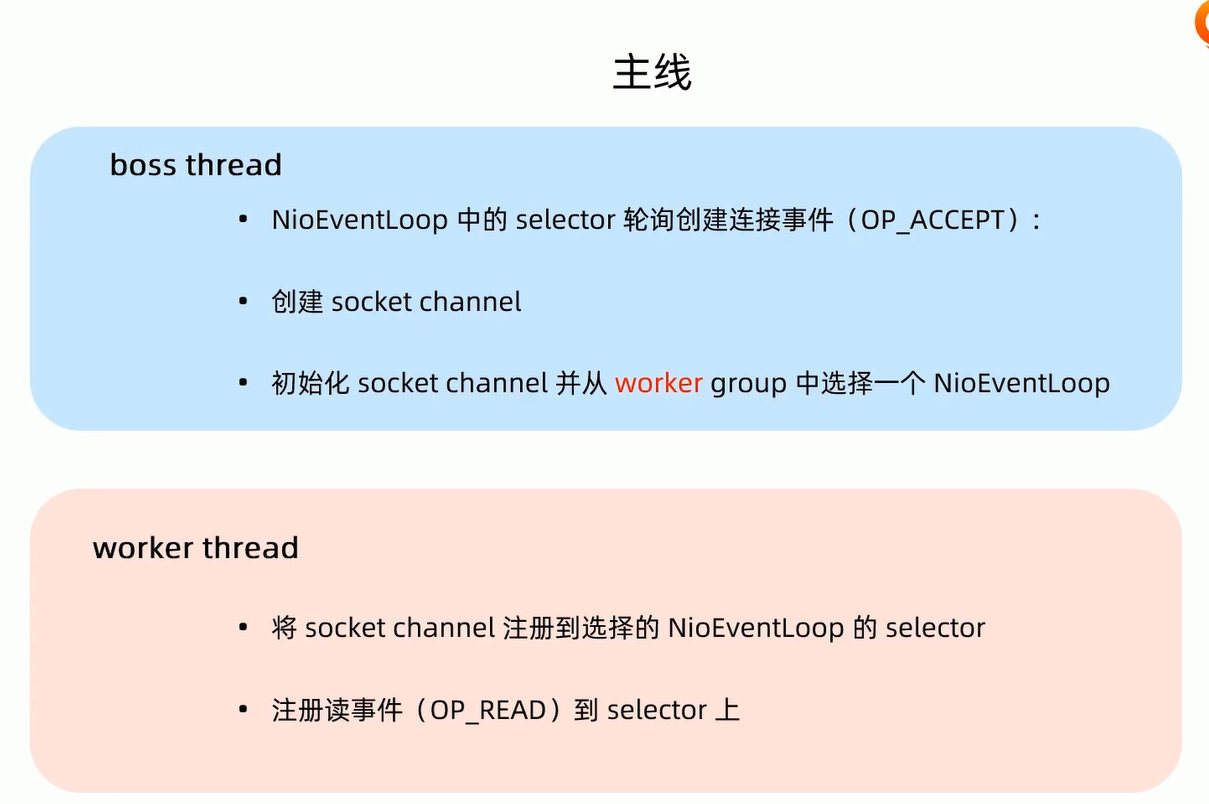 主线
boss thread
• NioEventLoop 中的 selector 轮询创建连接事件（OP_ACCEPT）:
• 创建 socket channel
• 初始化 socket channel 并从 worker group 中选择一个 NioEventLoop
worker thread
• 将 socket channel 注册到选择的 NioEventLoop 的 selector
• 注册读事件（OP_READ）到 selector 上